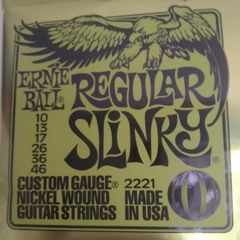 ERNIE
BALL®
REGULAR
SLINKY
10
13
17
26
36
46
CUSTOM GAUGE®
NICKEL WOUND
GUITAR STRINGS
2221
MADE
IN USA